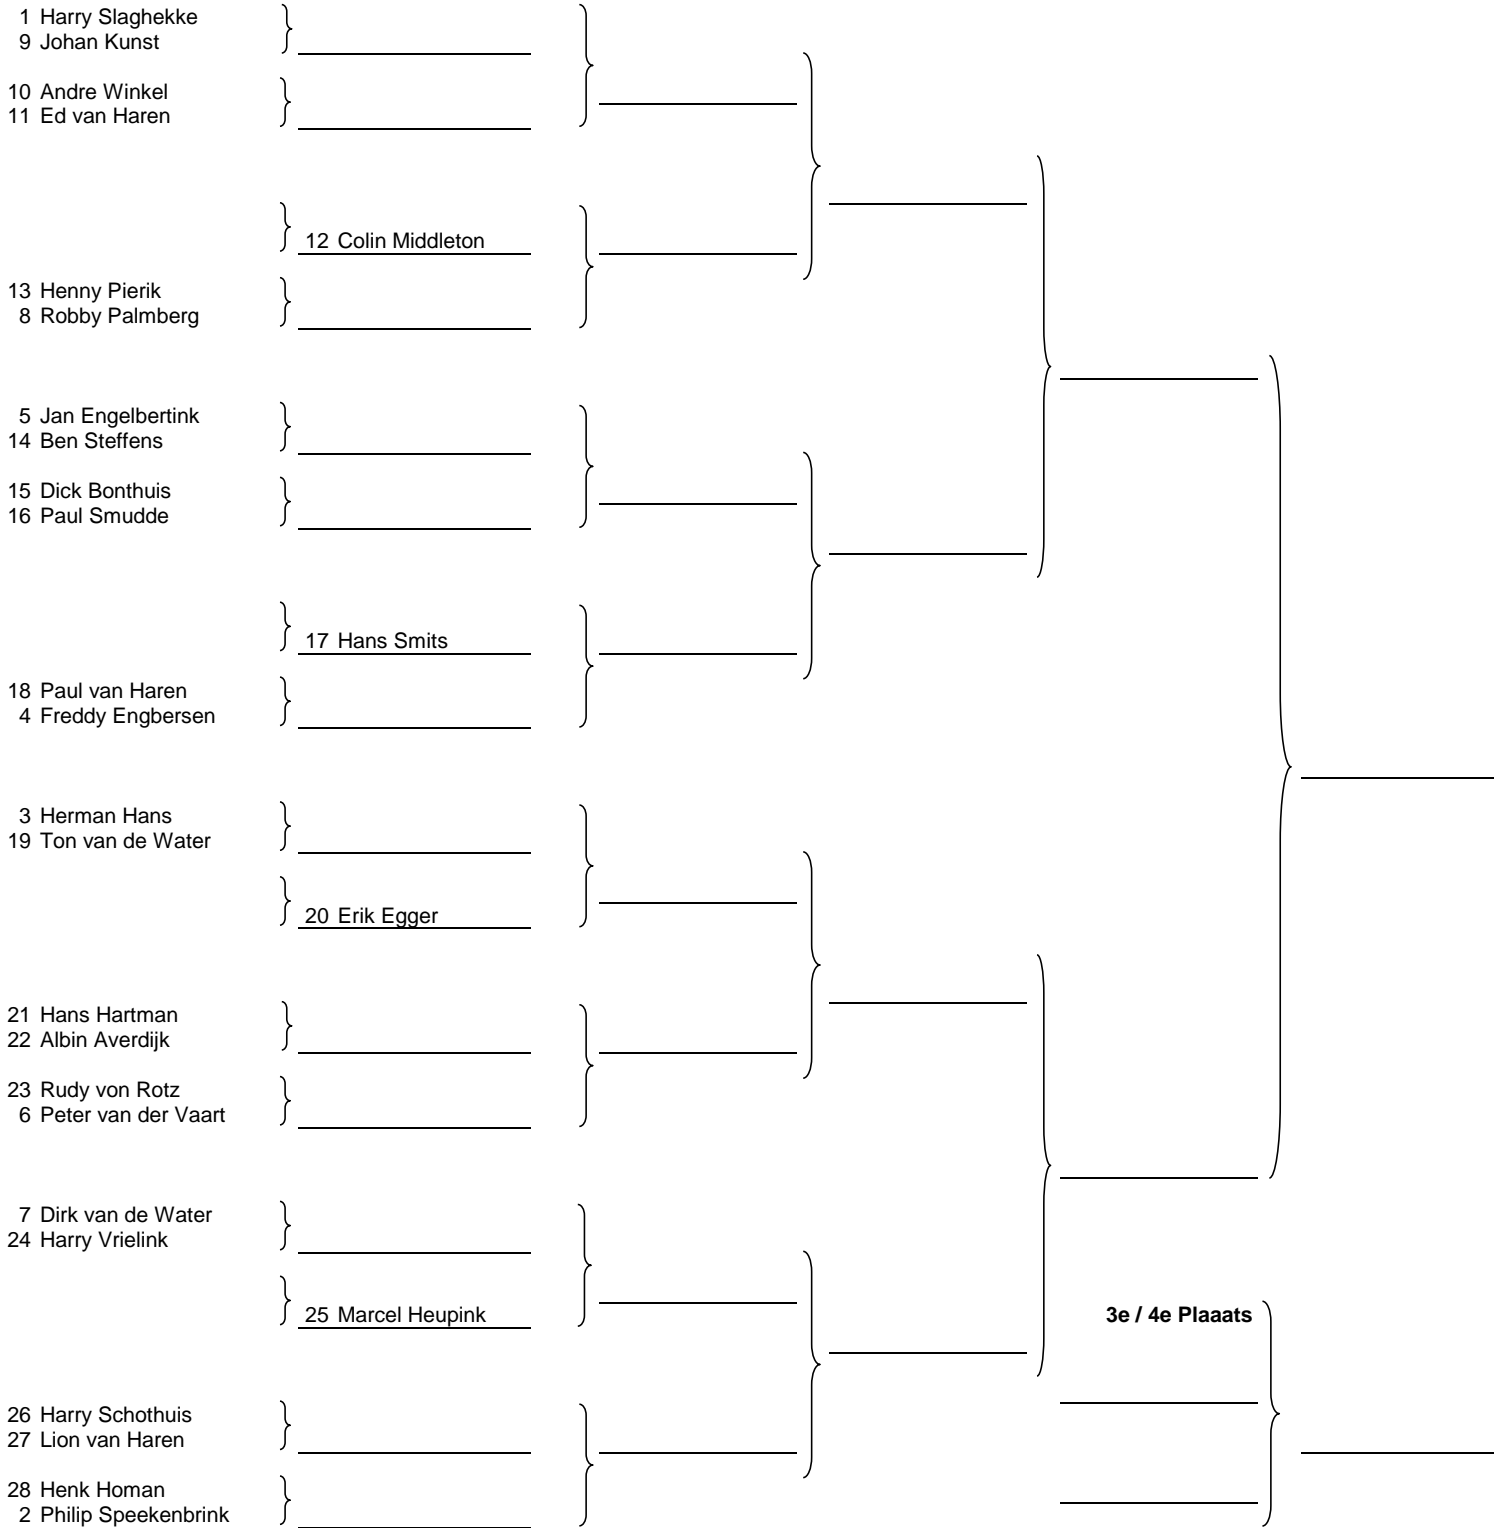 1 Harry Slaghekke
9 Johan Kunst
10 Andre Winkel
11 Ed van Haren
12 Colin Middleton
13 Henny Pierik
8 Robby Palmberg
5 Jan Engelbertink
14 Ben Steffens
15 Dick Bonthuis
16 Paul Smudde
17 Hans Smits
18 Paul van Haren
4 Freddy Engbersen
3 Herman Hans
19 Ton van de Water
20 Erik Egger
21 Hans Hartman
22 Albin Averdijk
23 Rudy von Rotz
6 Peter van der Vaart
7 Dirk van de Water
24 Harry Vrielink
25 Marcel Heupink
3e / 4e Plaaats
26 Harry Schothuis
27 Lion van Haren
28 Henk Homan
2 Philip Speekenbrink